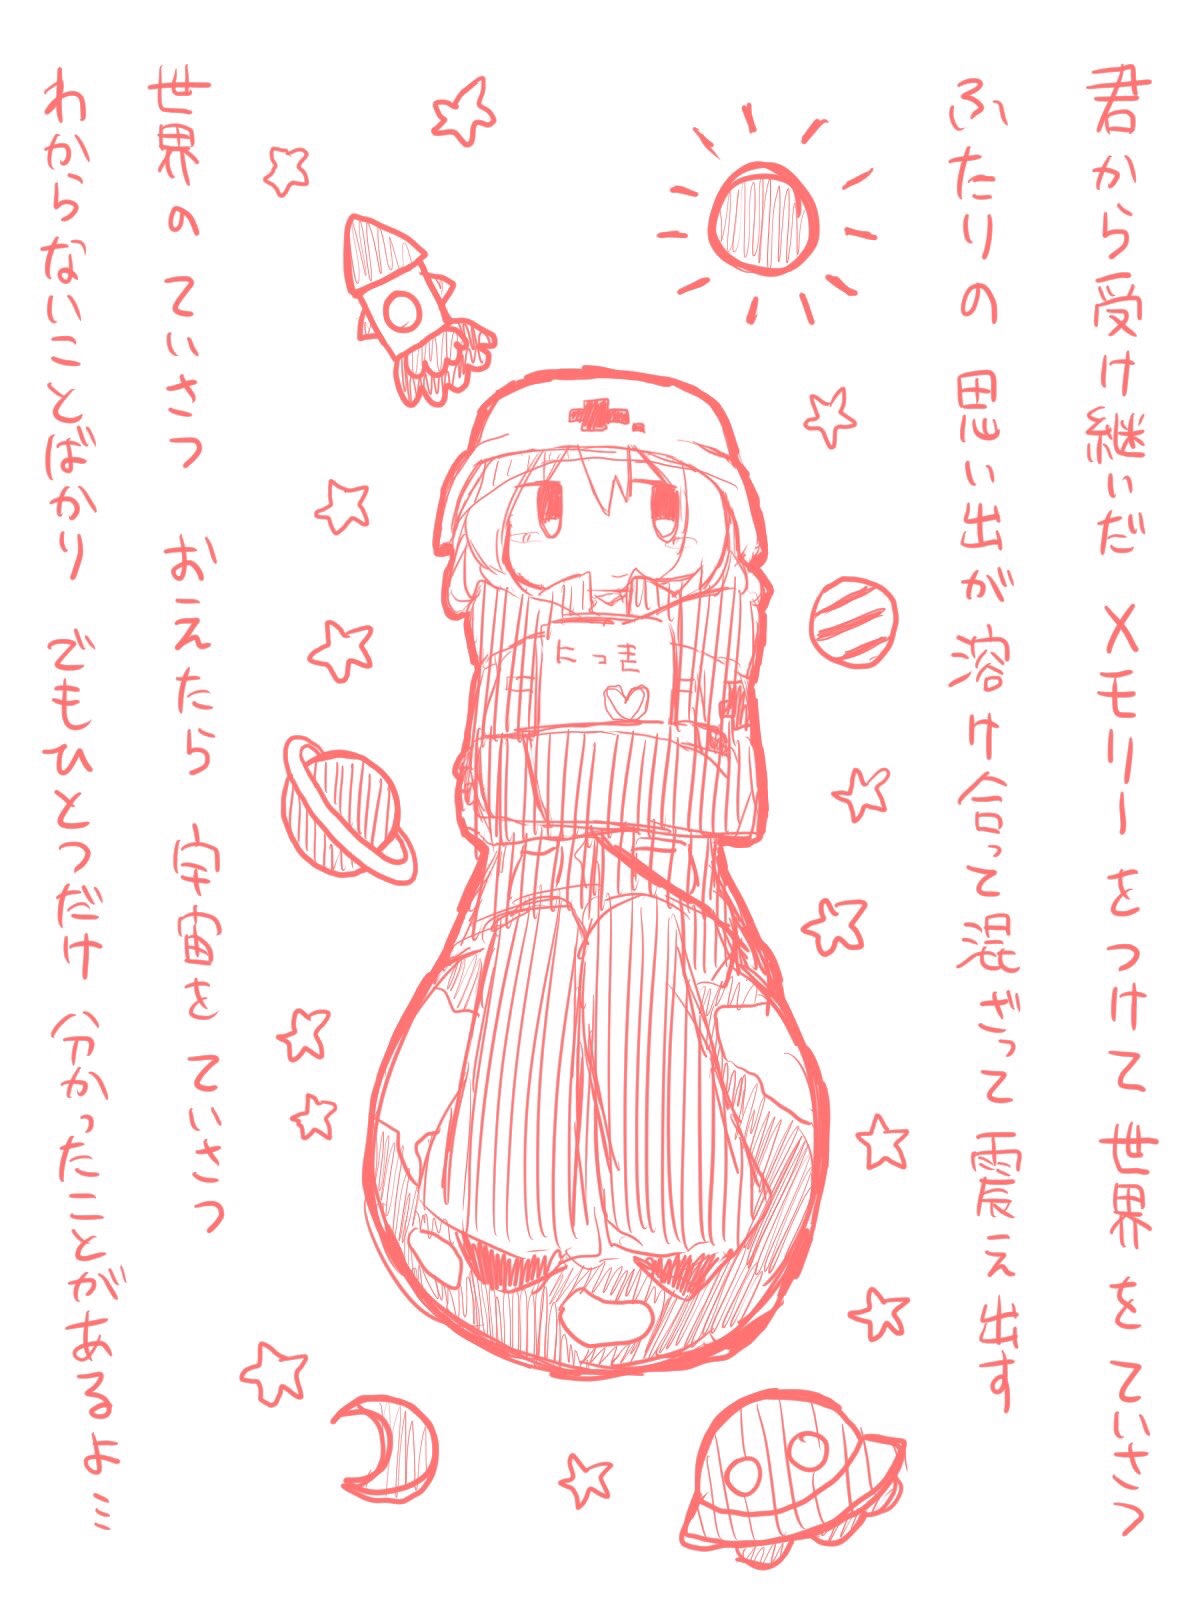 君から受け継いだ メモリーをつけて 世界をていさつ
ふたりの思い出が溶け合って混ざって震え出す
にっき
世界のていさつ おえたら 宇宙をていさつ
わからないことばかり でもひとつだけ 分かったことがあるよ…